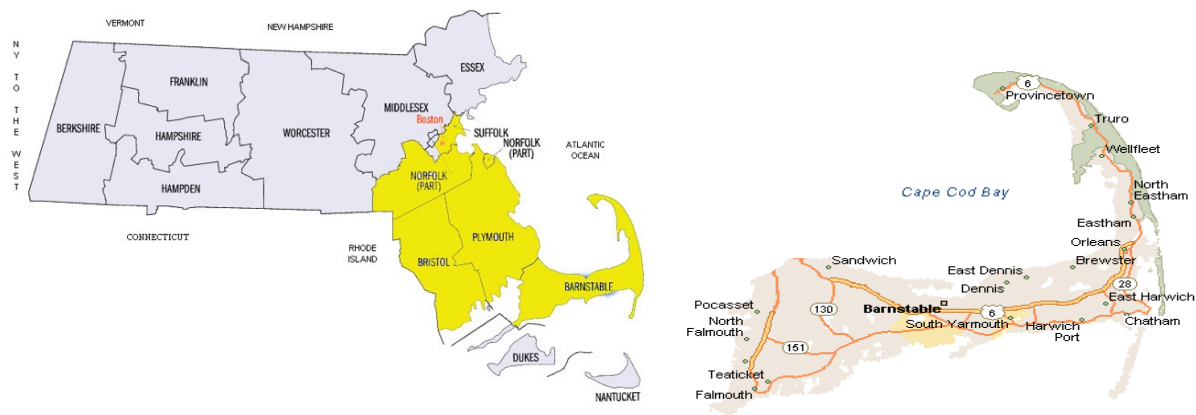 VERMONT
NEW HAMPSHIRE
NY TO THE WEST
ESSEX
FRANKLIN
MIDDLESEX
Boston
BERKSHIRE
HAMPSHIRE
WORCESTER
SUFFOLK
NORFOLK
(PART)
ATLANTIC
OCEAN
HAMPDEN
NORFOLK
(PART)
CONNECTICUT
RHODE
ISLAND
PLYMOUTH
BRISTOL
BARNSTABLE
DUKES
NANTUCKET
6
Provincetown
Truro
Wellfleet
Cape Cod Bay
North
Eastham
Eastham
Orleans
Brewster
Sandwich
East Dennis
Dennis
28
East Harwich
Pocasset
130
Barnstable
6
North
Falmouth
South Yarmouth
Harwich
Port
Chatham
151
Teaticket
Falmouth